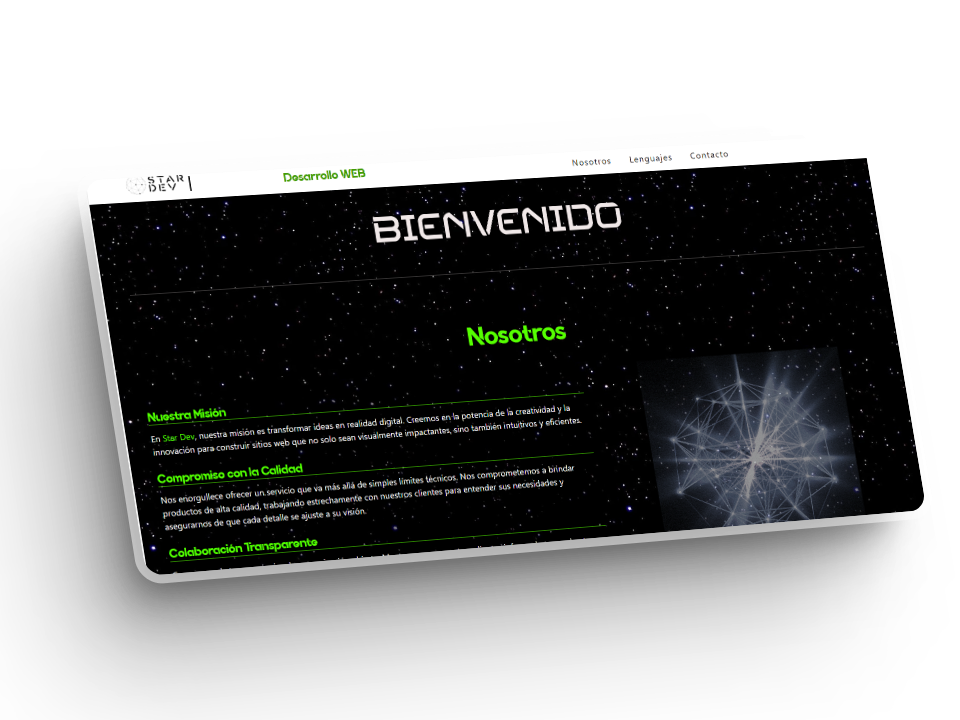 STAR
DEV
Desarrollo WEB
Nosotros Lenguajes Contacto
BIENVENIDO
Nosotros
Nuestra Misión
En Star Dev, nuestra misión es transformar ideas en realidad digital. Creemos en la potencia de la creatividad y la
innovación para construir sitios web que no solo sean visualmente impactantes, sino también intuitivos y eficientes.
Compromiso con la Calidad
Nos enorgullece ofrecer un servicio que va más allá de simples límites técnicos. Nos comprometemos a brindar
productos de alta calidad, trabajando estrechamente con nuestros clientes para entender sus necesidades y
asegurarnos de que cada detalle se ajuste a su visión.
Colaboración Transparente